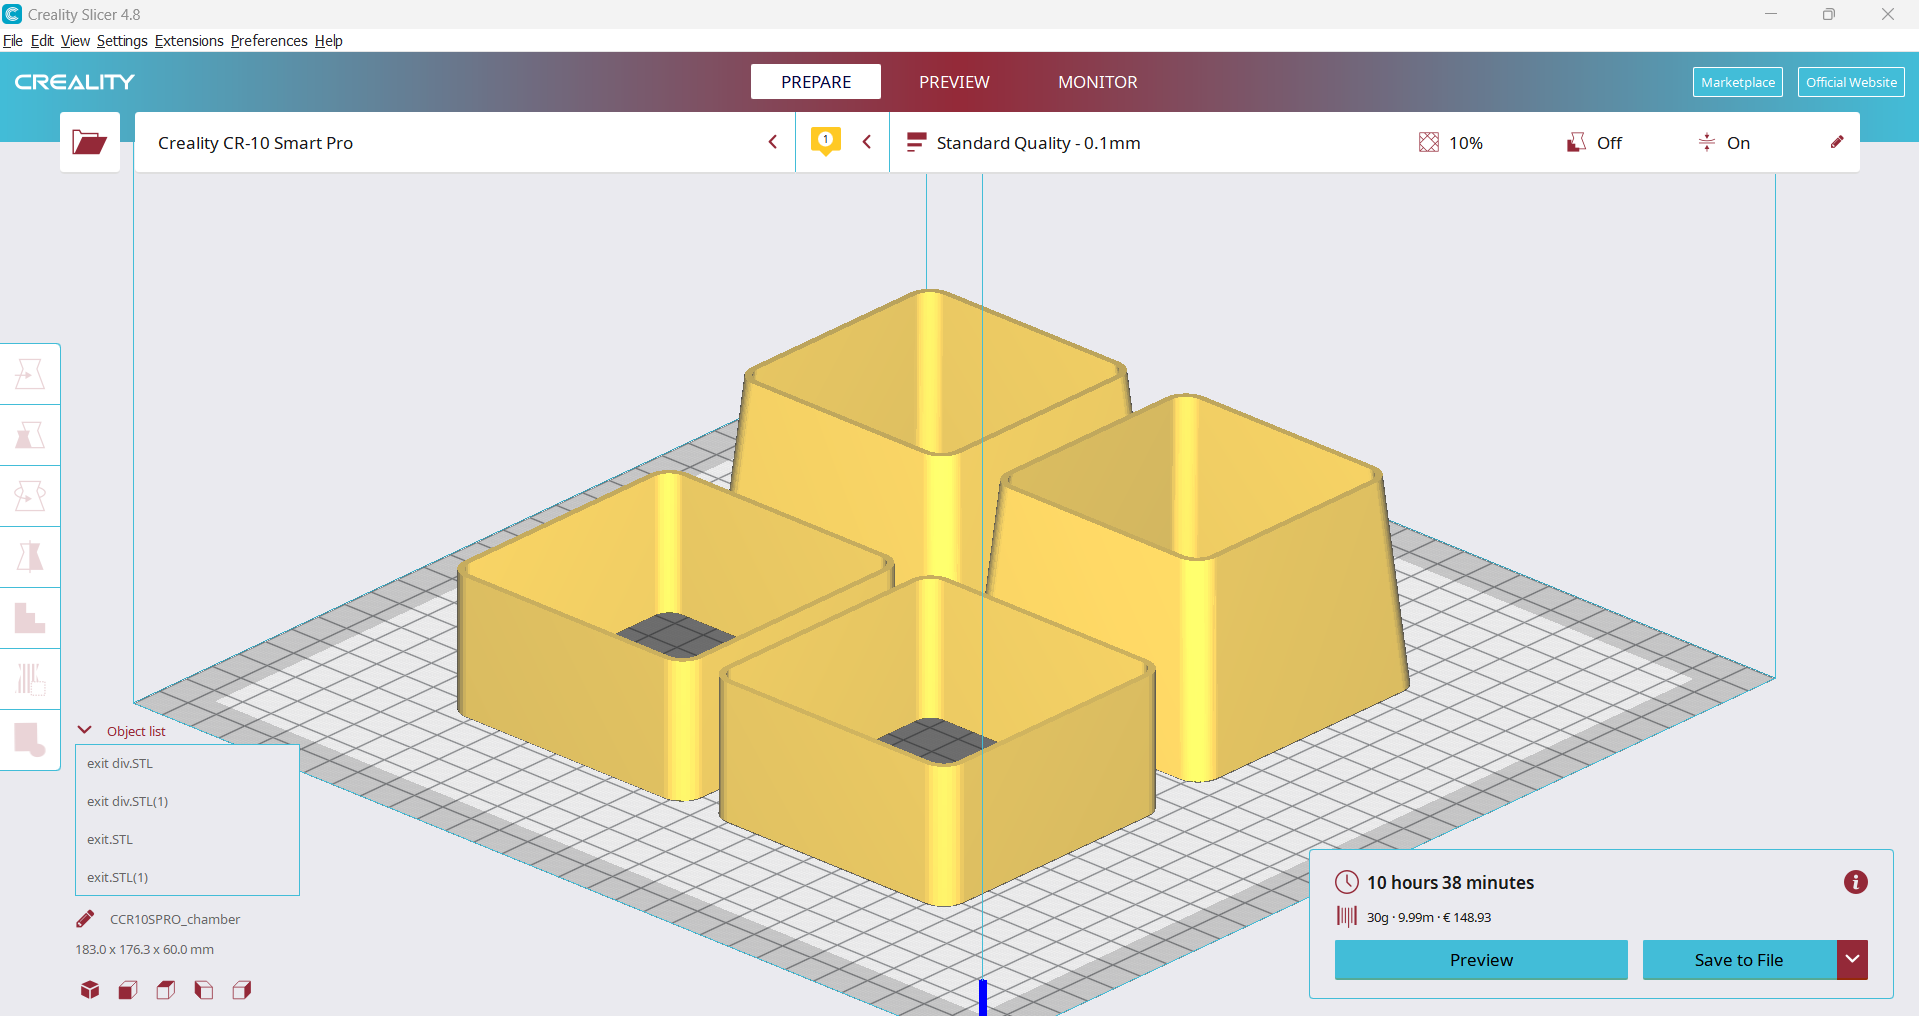 Creality Slicer 4.8
File Edit View Settings Extensions Preferences Help
CREALITY
PREPARE
PREVIEW
MONITOR
Marketplace
Official Website
Creality CR-10 Smart Pro
1
Standard Quality - 0.1mm
10%
Off
On
Object list
exit div.STL
exit div.STL(1)
exit.STL
exit.STL(1)
CCR10SPRO_chamber
183.0 x 176.3 x 60.0 mm
10 hours 38 minutes
30g · 9.99m · € 148.93
Preview
Save to File